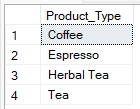 Product_Type
1 Coffee
2 Espresso
3 Herbal Tea
4 Tea